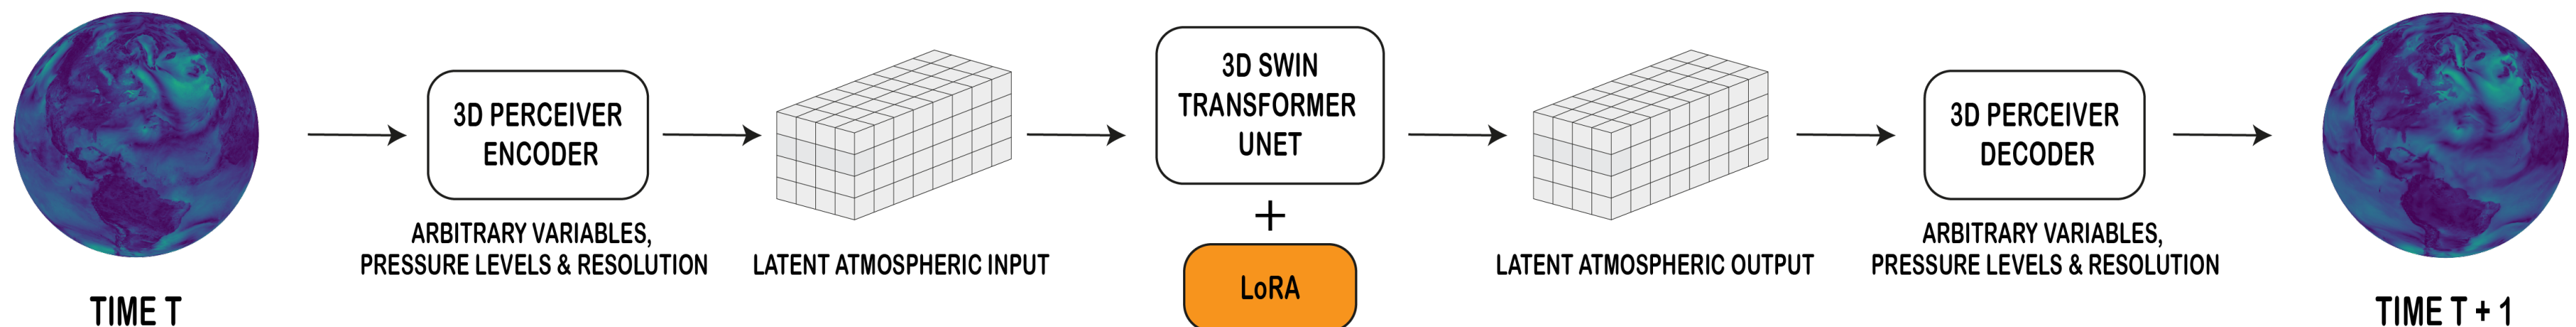 TIME T
3D PERCEIVER
ENCODER
ARBITRARY VARIABLES,
PRESSURE LEVELS & RESOLUTION
LATENT ATMOSPHERIC INPUT
3D SWIN
TRANSFORMER
UNET
+
LoRA
LATENT ATMOSPHERIC OUTPUT
3D PERCEIVER
DECODER
ARBITRARY VARIABLES,
PRESSURE LEVELS & RESOLUTION
TIME T + 1